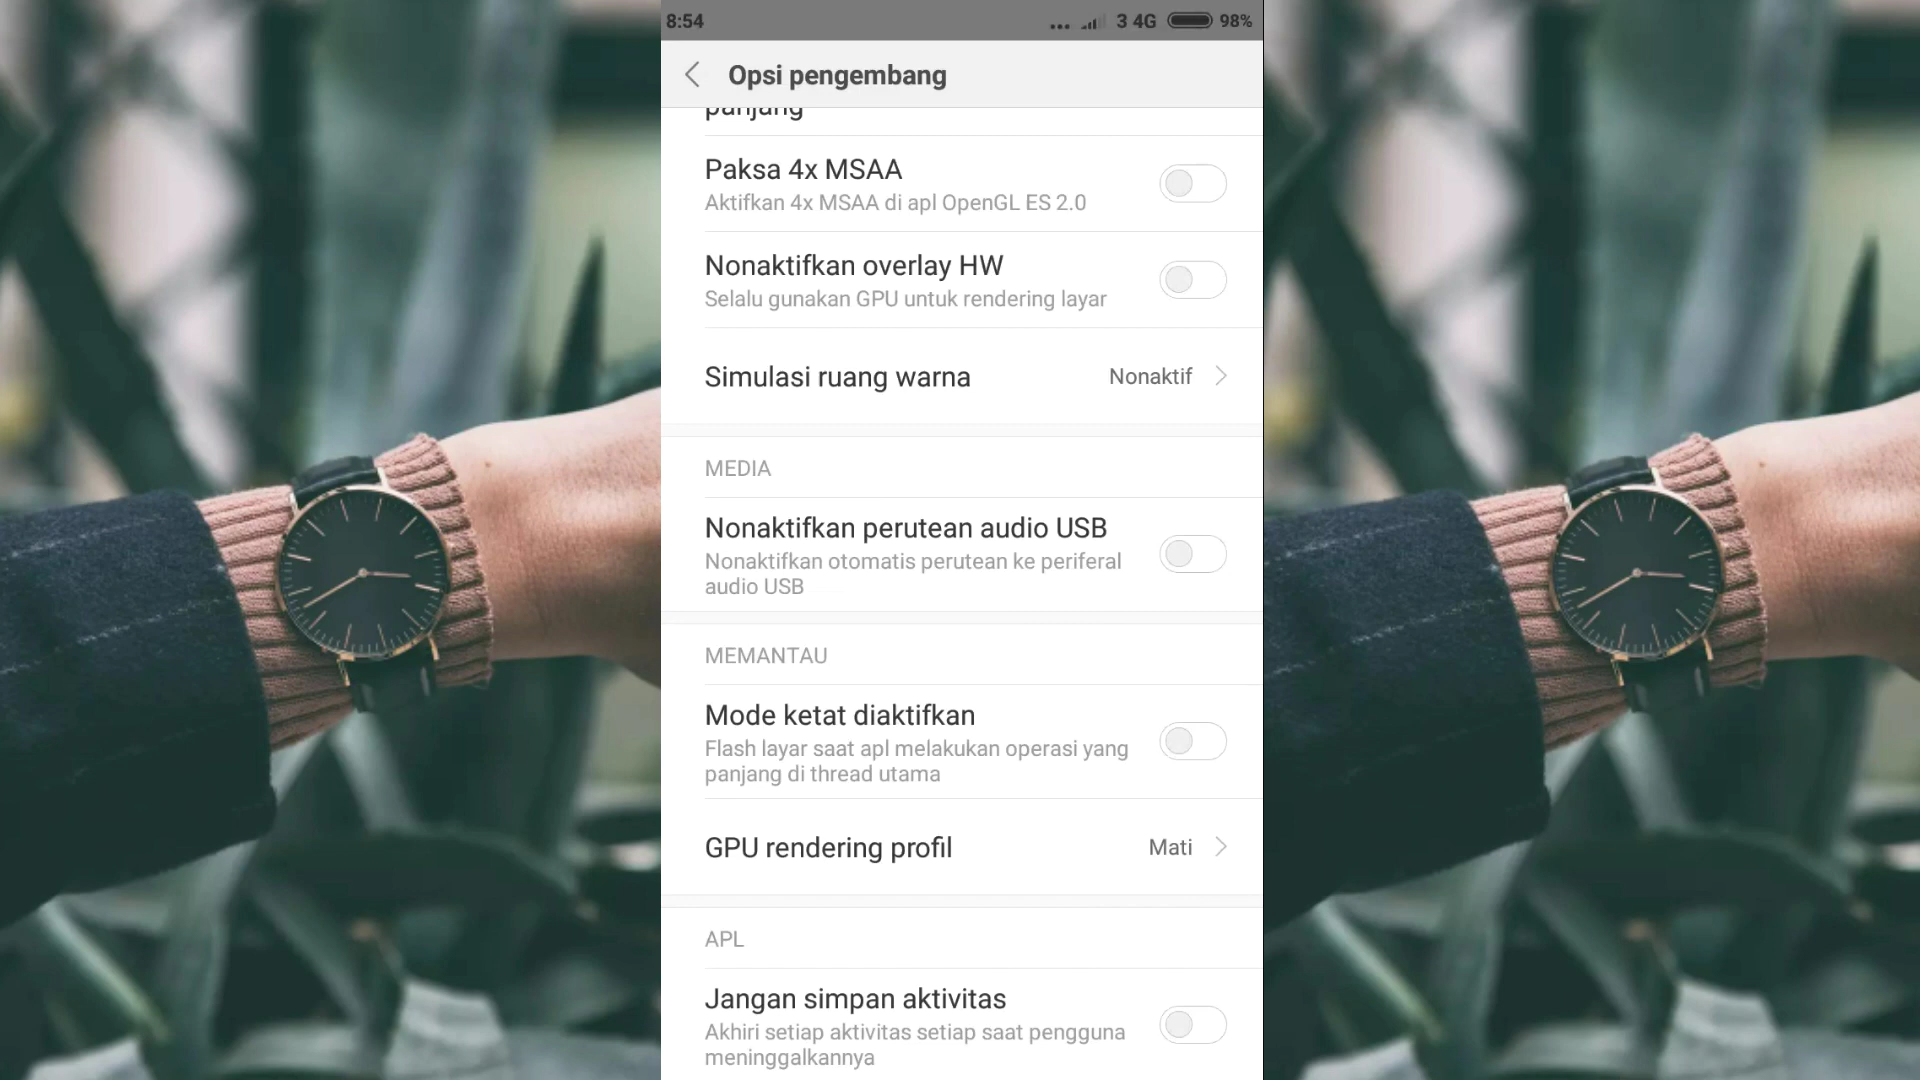 8:54
3 4G
98%
Opsi pengembang
panjang
Paksa 4x MSAA
Aktifkan 4x MSAA di apl OpenGL ES 2.0
Nonaktifkan overlay HW
Selalu gunakan GPU untuk rendering layar
Simulasi ruang warna
Nonaktif
MEDIA
Nonaktifkan perutean audio USB
Nonaktifkan otomatis perutean ke periferal
audio USB
MEMANTAU
Mode ketat diaktifkan
Flash layar saat apl melakukan operasi yang
panjang di thread utama
GPU rendering profil
Mati
APL
Jangan simpan aktivitas
Akhiri setiap aktivitas setiap saat pengguna
meninggalkannya